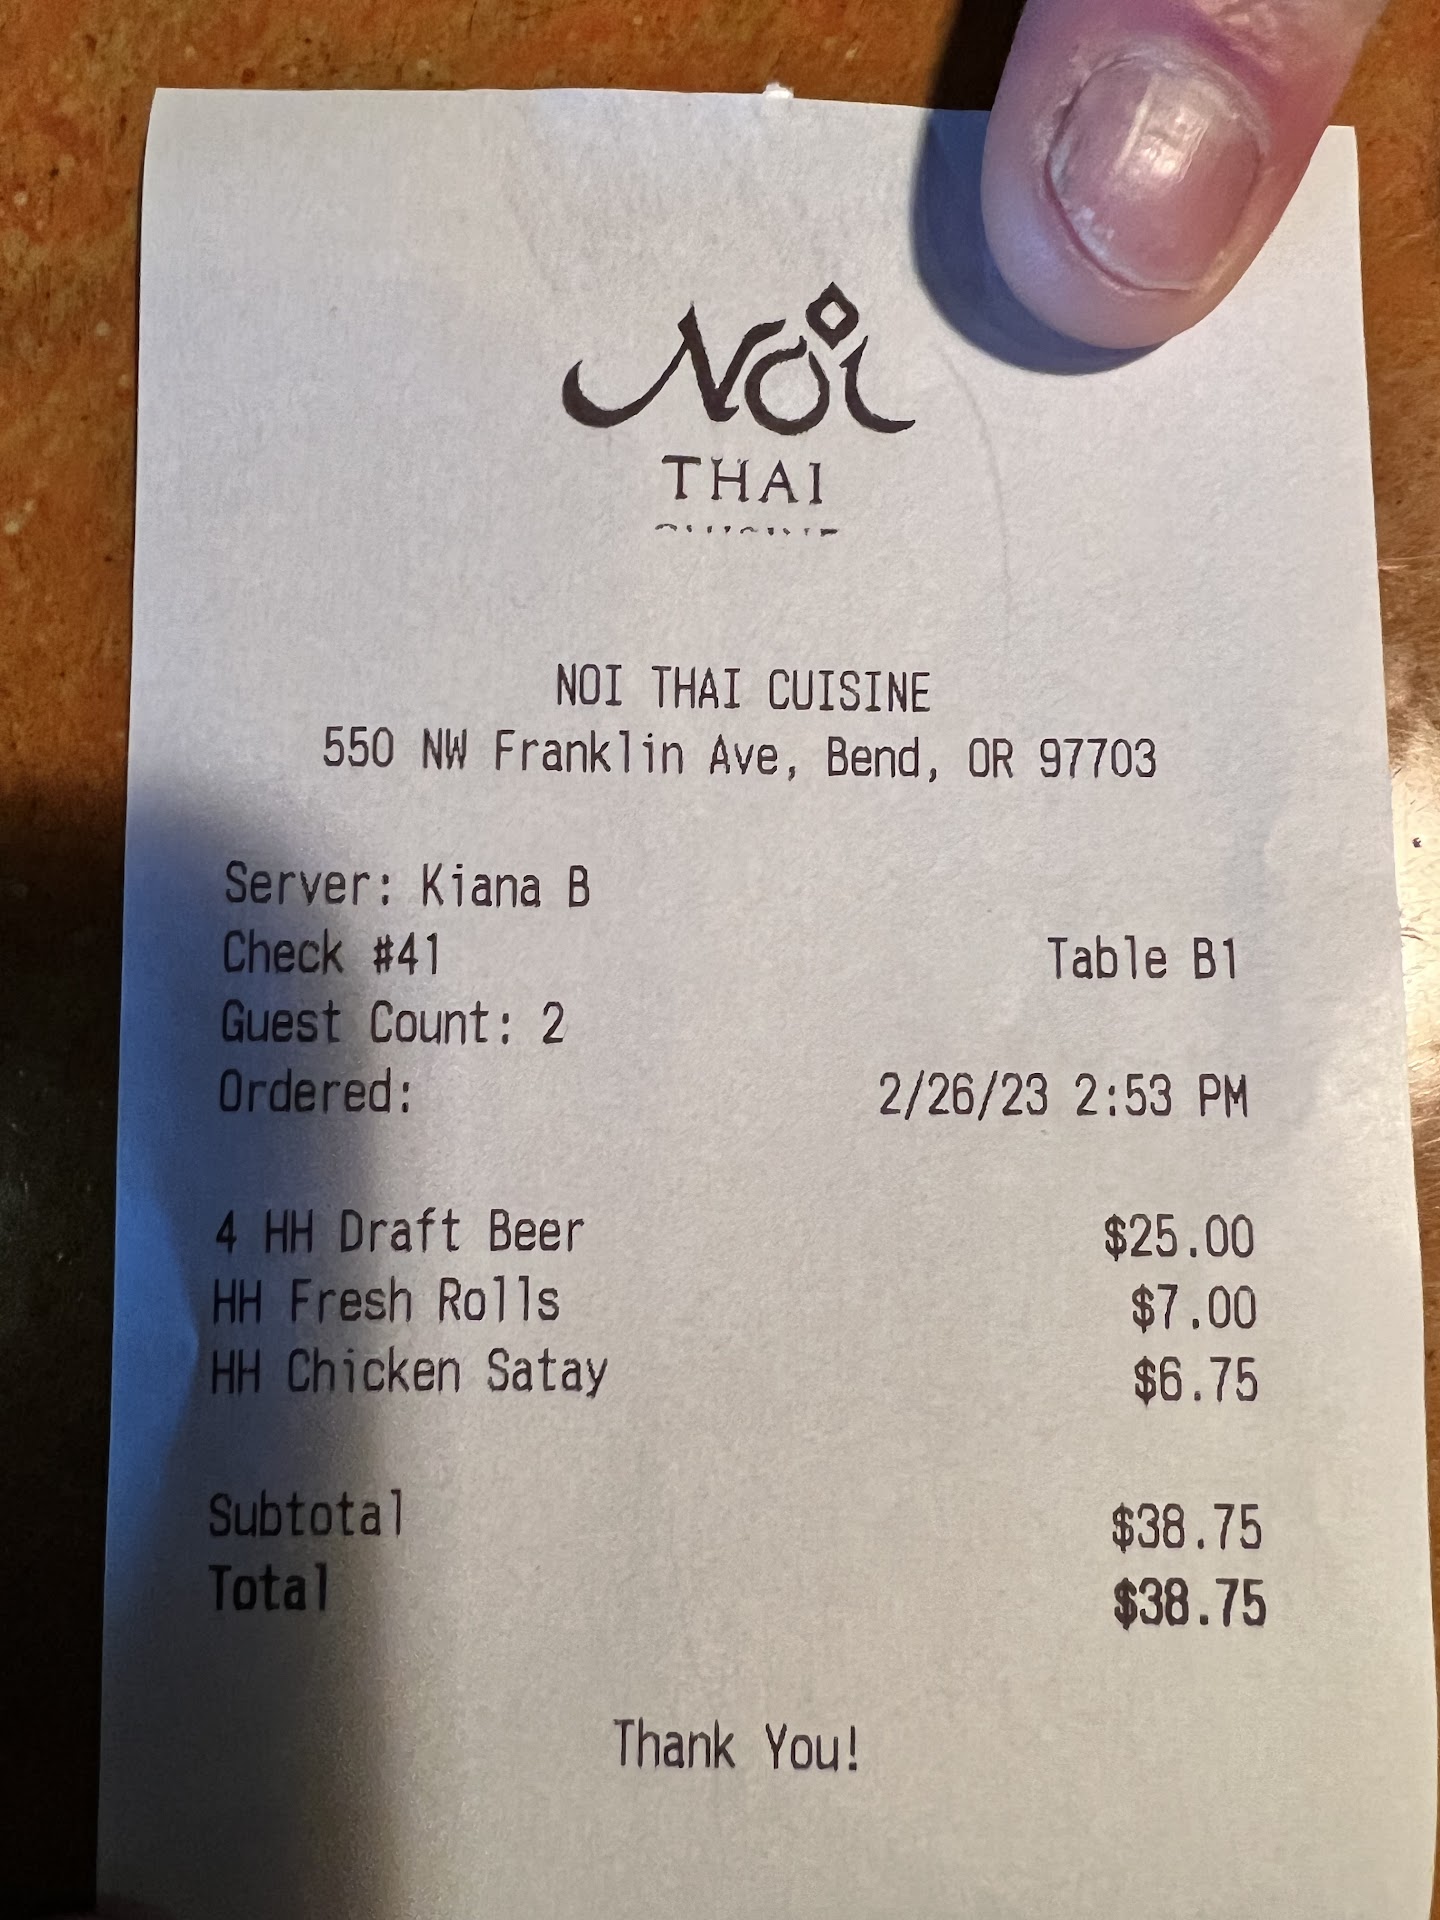 Noi
THAI
NOI THAI CUISINE
550 NW Franklin Ave, Bend, OR 97703
Server: Kiana B
Check #41 Table B1
Guest Count: 2
Ordered: 2/26/23 2:53 PM
4 HH Draft Beer $25.00
HH Fresh Rolls $7.00
HH Chicken Satay $6.75
Subtotal $38.75
Total $38.75
Thank You!